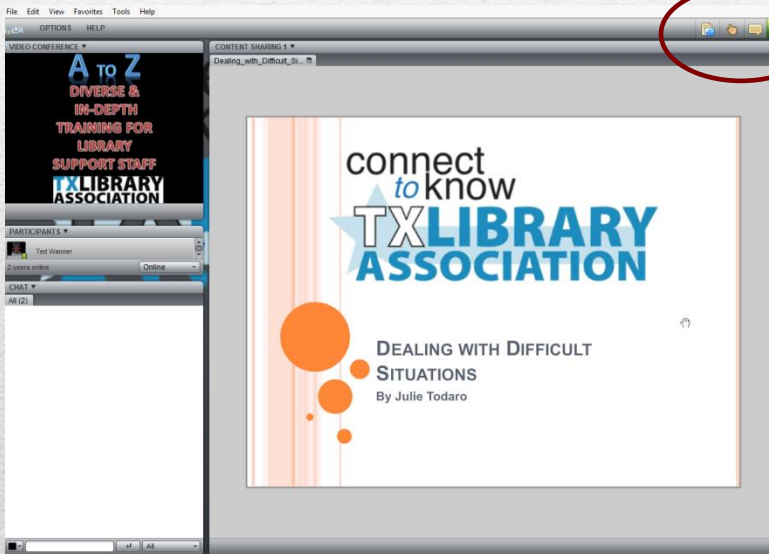 File Edit View Favorites Tools Help
OPTIONS HELP
VIDEO CONFERENCE ▼
A TO Z
DIVERSE &
IN-DEPTH
TRAINING FOR
LIBRARY
SUPPORT STAFF
TXLIBRARY
ASSOCIATION
PARTICIPANTS ▼
Ted Wanner
2 users online
Online
CHAT ▼
All (2)
All
CONTENT SHARING 1 ▼
Dealing_with_Difficult_Si...
connect
to know
TXLIBRARY
ASSOCIATION
DEALING WITH DIFFICULT
SITUATIONS
By Julie Todaro